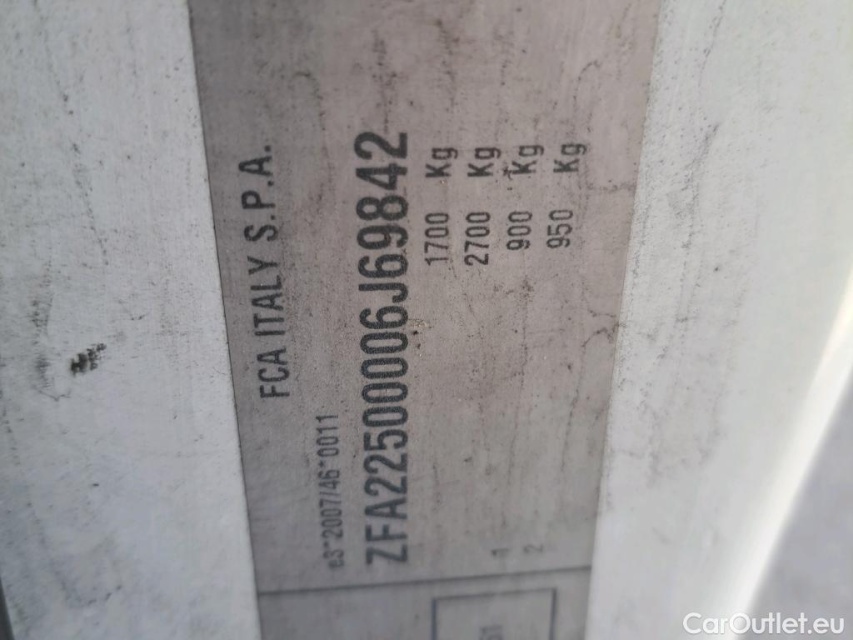 FCA ITALY S.P.A.
e3*2007/46*0011
ZFA22500006J69842
1700 Kg
2700 Kg
1 900 Kg
2 950 Kg
CarOutlet.eu